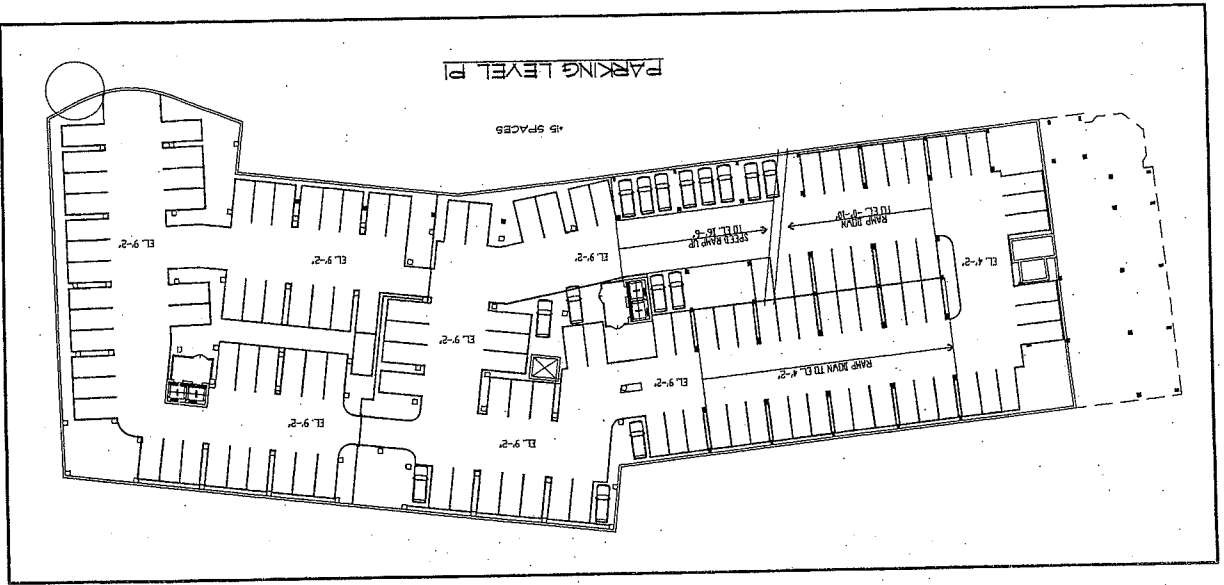 EL. 9'-2"
EL. 9'-2"
RAMP DOWN TO EL. 4'-2"
EL. 9'-2"
EL. 9'-2"
EL. 4'-2"
EL. 9'-2"
EL. 9'-2"
SPEED RAMP UP
TO EL. 16'-6"
EL. 9'-2"
RAMP DOWN
TO EL. -0'-10"
SPACES
PARKING LEVEL P1